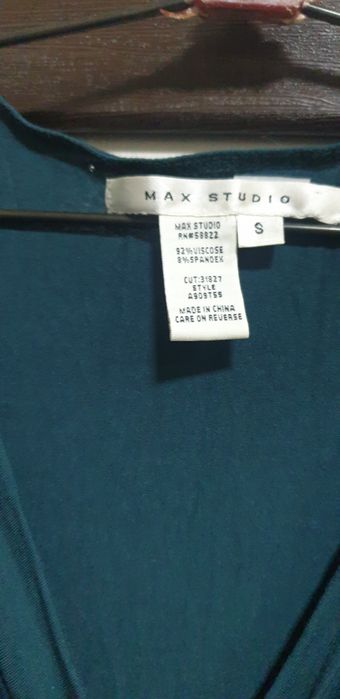 MAX STUDIO
S
MAX STUDIO
RN#59822
92%VISCOSE
8%SPANDEX
CUT:31827
STYLE
A909T59
MADE IN CHINA
CARE ON REVERSE